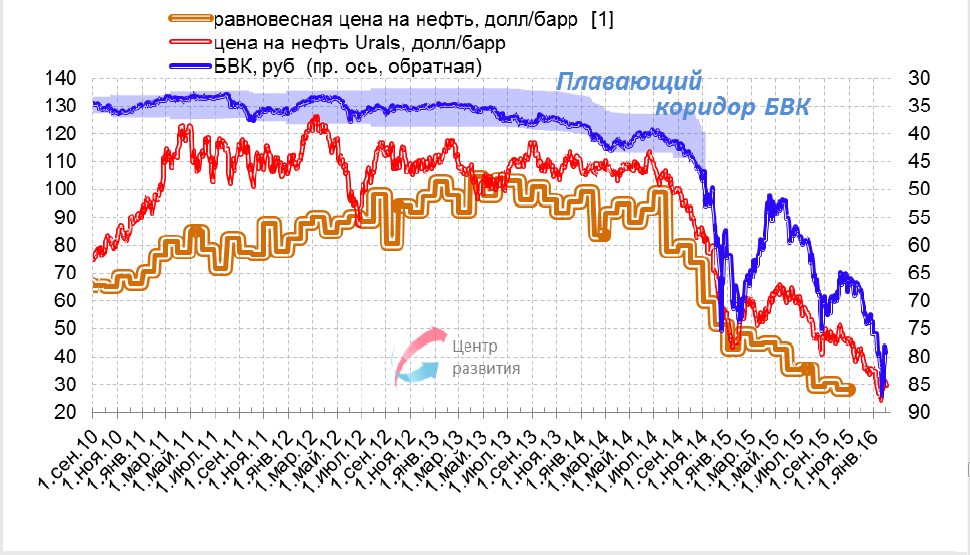 равновесная цена на нефть, долл/барр [1]
цена на нефть Urals, долл/барр
БВК, руб (пр. ось, обратная)
Плавающий
коридор БВК
140
130
120
110
100
90
80
70
60
50
40
30
20
30
35
40
45
50
55
60
65
70
75
80
85
90
Центр
развития
1.сен.10
1.ноя.10
1.янв.11
1.мар.11
1.май.11
1.июл.11
1.сен.11
1.ноя.11
1.янв.12
1.мар.12
1.май.12
1.июл.12
1.сен.12
1.ноя.12
1.янв.13
1.мар.13
1.май.13
1.июл.13
1.сен.13
1.ноя.13
1.янв.14
1.мар.14
1.май.14
1.июл.14
1.сен.14
1.ноя.14
1.янв.15
1.мар.15
1.май.15
1.июл.15
1.сен.15
1.ноя.15
1.янв.16